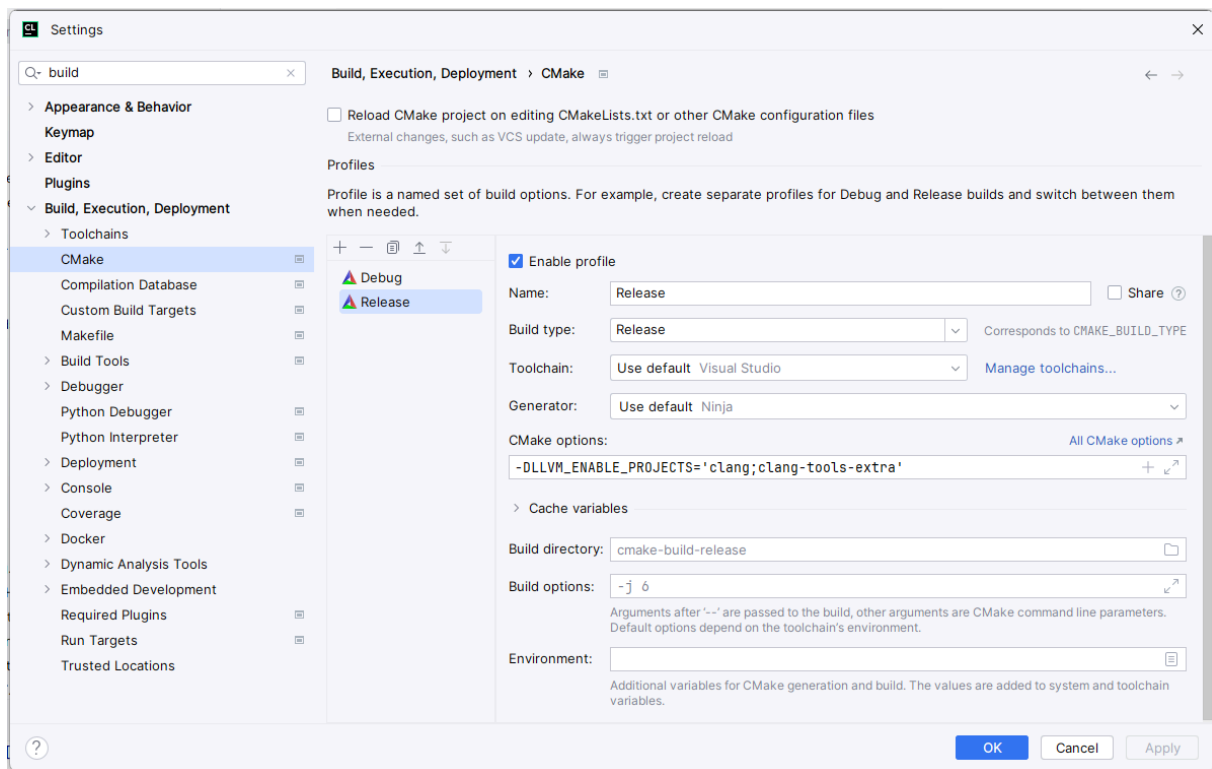 CL
Settings
build
Appearance & Behavior
Keymap
Editor
Plugins
Build, Execution, Deployment
Toolchains
CMake
Compilation Database
Custom Build Targets
Makefile
Build Tools
Debugger
Python Debugger
Python Interpreter
Deployment
Console
Coverage
Docker
Dynamic Analysis Tools
Embedded Development
Required Plugins
Run Targets
Trusted Locations
Build, Execution, Deployment › CMake
Reload CMake project on editing CMakeLists.txt or other CMake configuration files
External changes, such as VCS update, always trigger project reload
Profiles
Profile is a named set of build options. For example, create separate profiles for Debug and Release builds and switch between them
when needed.
Debug
Release
Enable profile
Name: Release Share ?
Build type: Release Corresponds to CMAKE_BUILD_TYPE
Toolchain: Use default Visual Studio Manage toolchains...
Generator: Use default Ninja
CMake options: All CMake options
-DLLVM_ENABLE_PROJECTS='clang;clang-tools-extra'
Cache variables
Build directory: cmake-build-release
Build options: -j 6
Arguments after '--' are passed to the build, other arguments are CMake command line parameters.
Default options depend on the toolchain's environment.
Environment:
Additional variables for CMake generation and build. The values are added to system and toolchain
variables.
? OK Cancel Apply